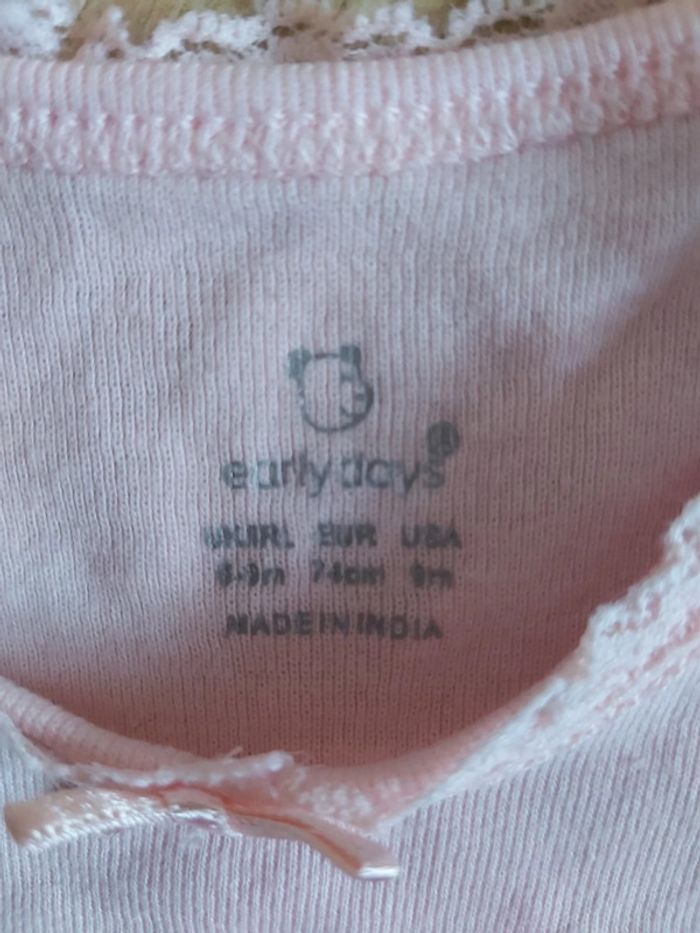 early days®
UK/IRL EUR USA
6-9m 74cm 9m
MADE IN INDIA